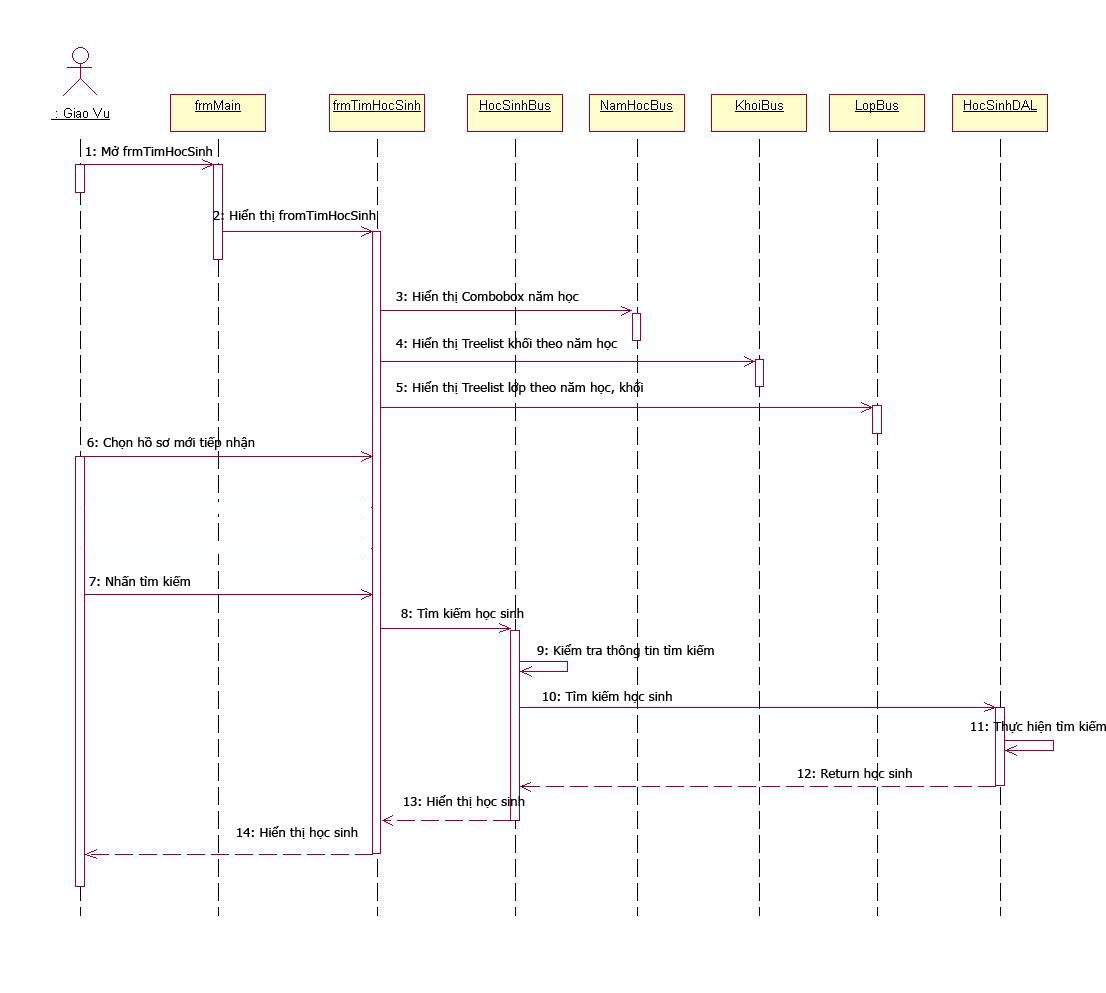 : Giao Vu
frmMain
frmTimHocSinh
HocSinhBus
NamHocBus
KhoiBus
LopBus
HocSinhDAL
1: Mở frmTimHocSinh
2: Hiển thị fromTimHocSinh
3: Hiển thị Combobox năm học
4: Hiển thị Treelist khối theo năm học
5: Hiển thị Treelist lớp theo năm học, khối
6: Chọn hồ sơ mới tiếp nhận
7: Nhấn tìm kiếm
8: Tìm kiếm học sinh
9: Kiểm tra thông tin tìm kiếm
10: Tìm kiếm học sinh
11: Thực hiện tìm kiếm
12: Return học sinh
13: Hiển thị học sinh
14: Hiển thị học sinh